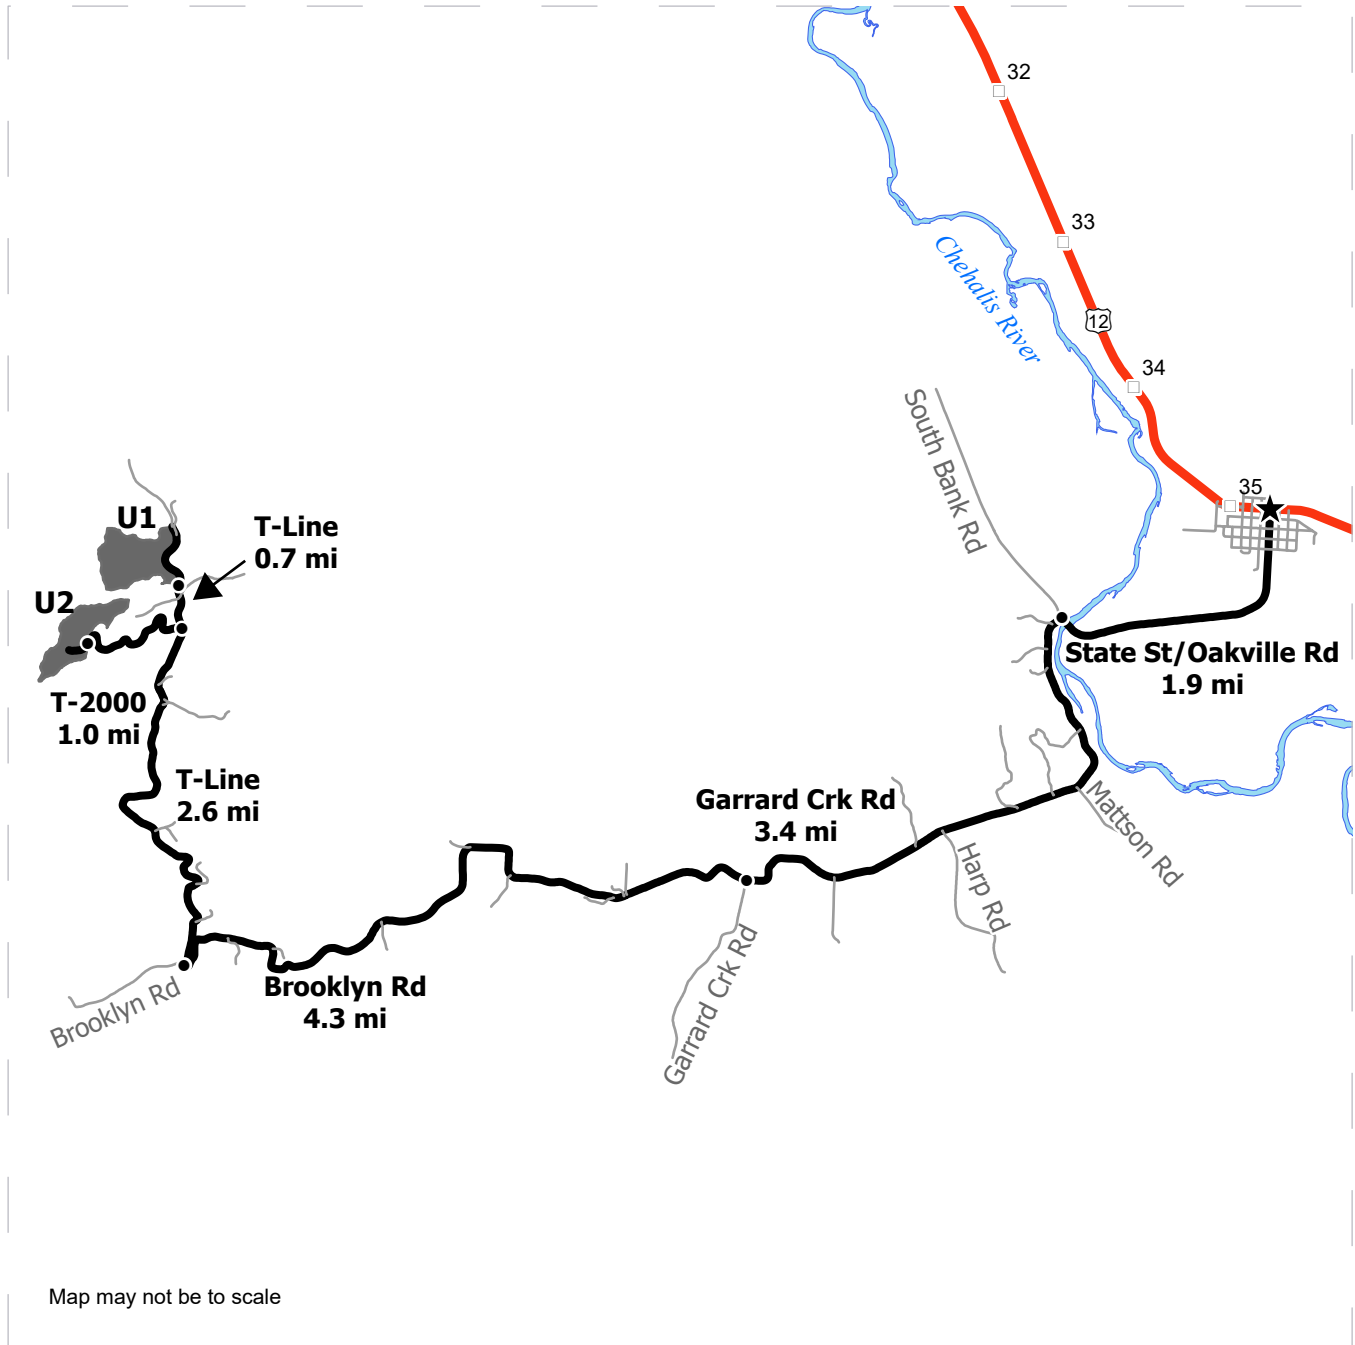 32
33
Chehalis River
12
34
South Bank Rd
35
U1
T-Line
0.7 mi
U2
State St/Oakville Rd
1.9 mi
T-2000
1.0 mi
T-Line
2.6 mi
Garrard Crk Rd
3.4 mi
Mattson Rd
Harp Rd
Brooklyn Rd
4.3 mi
Brooklyn Rd
Garrard Crk Rd
Map may not be to scale